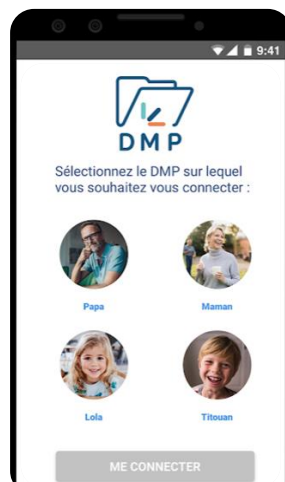 9:41
DMP
Sélectionnez le DMP sur lequel
vous souhaitez vous connecter :
Papa
Maman
Lola
Titouan
ME CONNECTER